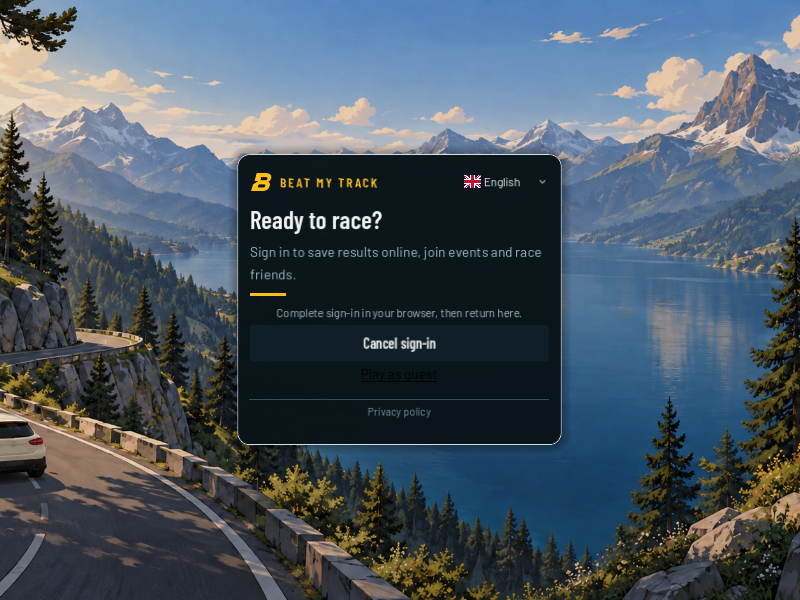 BEAT MY TRACK
English
Ready to race?
Sign in to save results online, join events and race
friends.
Complete sign-in in your browser, then return here.
Cancel sign-in
Play as guest
Privacy policy